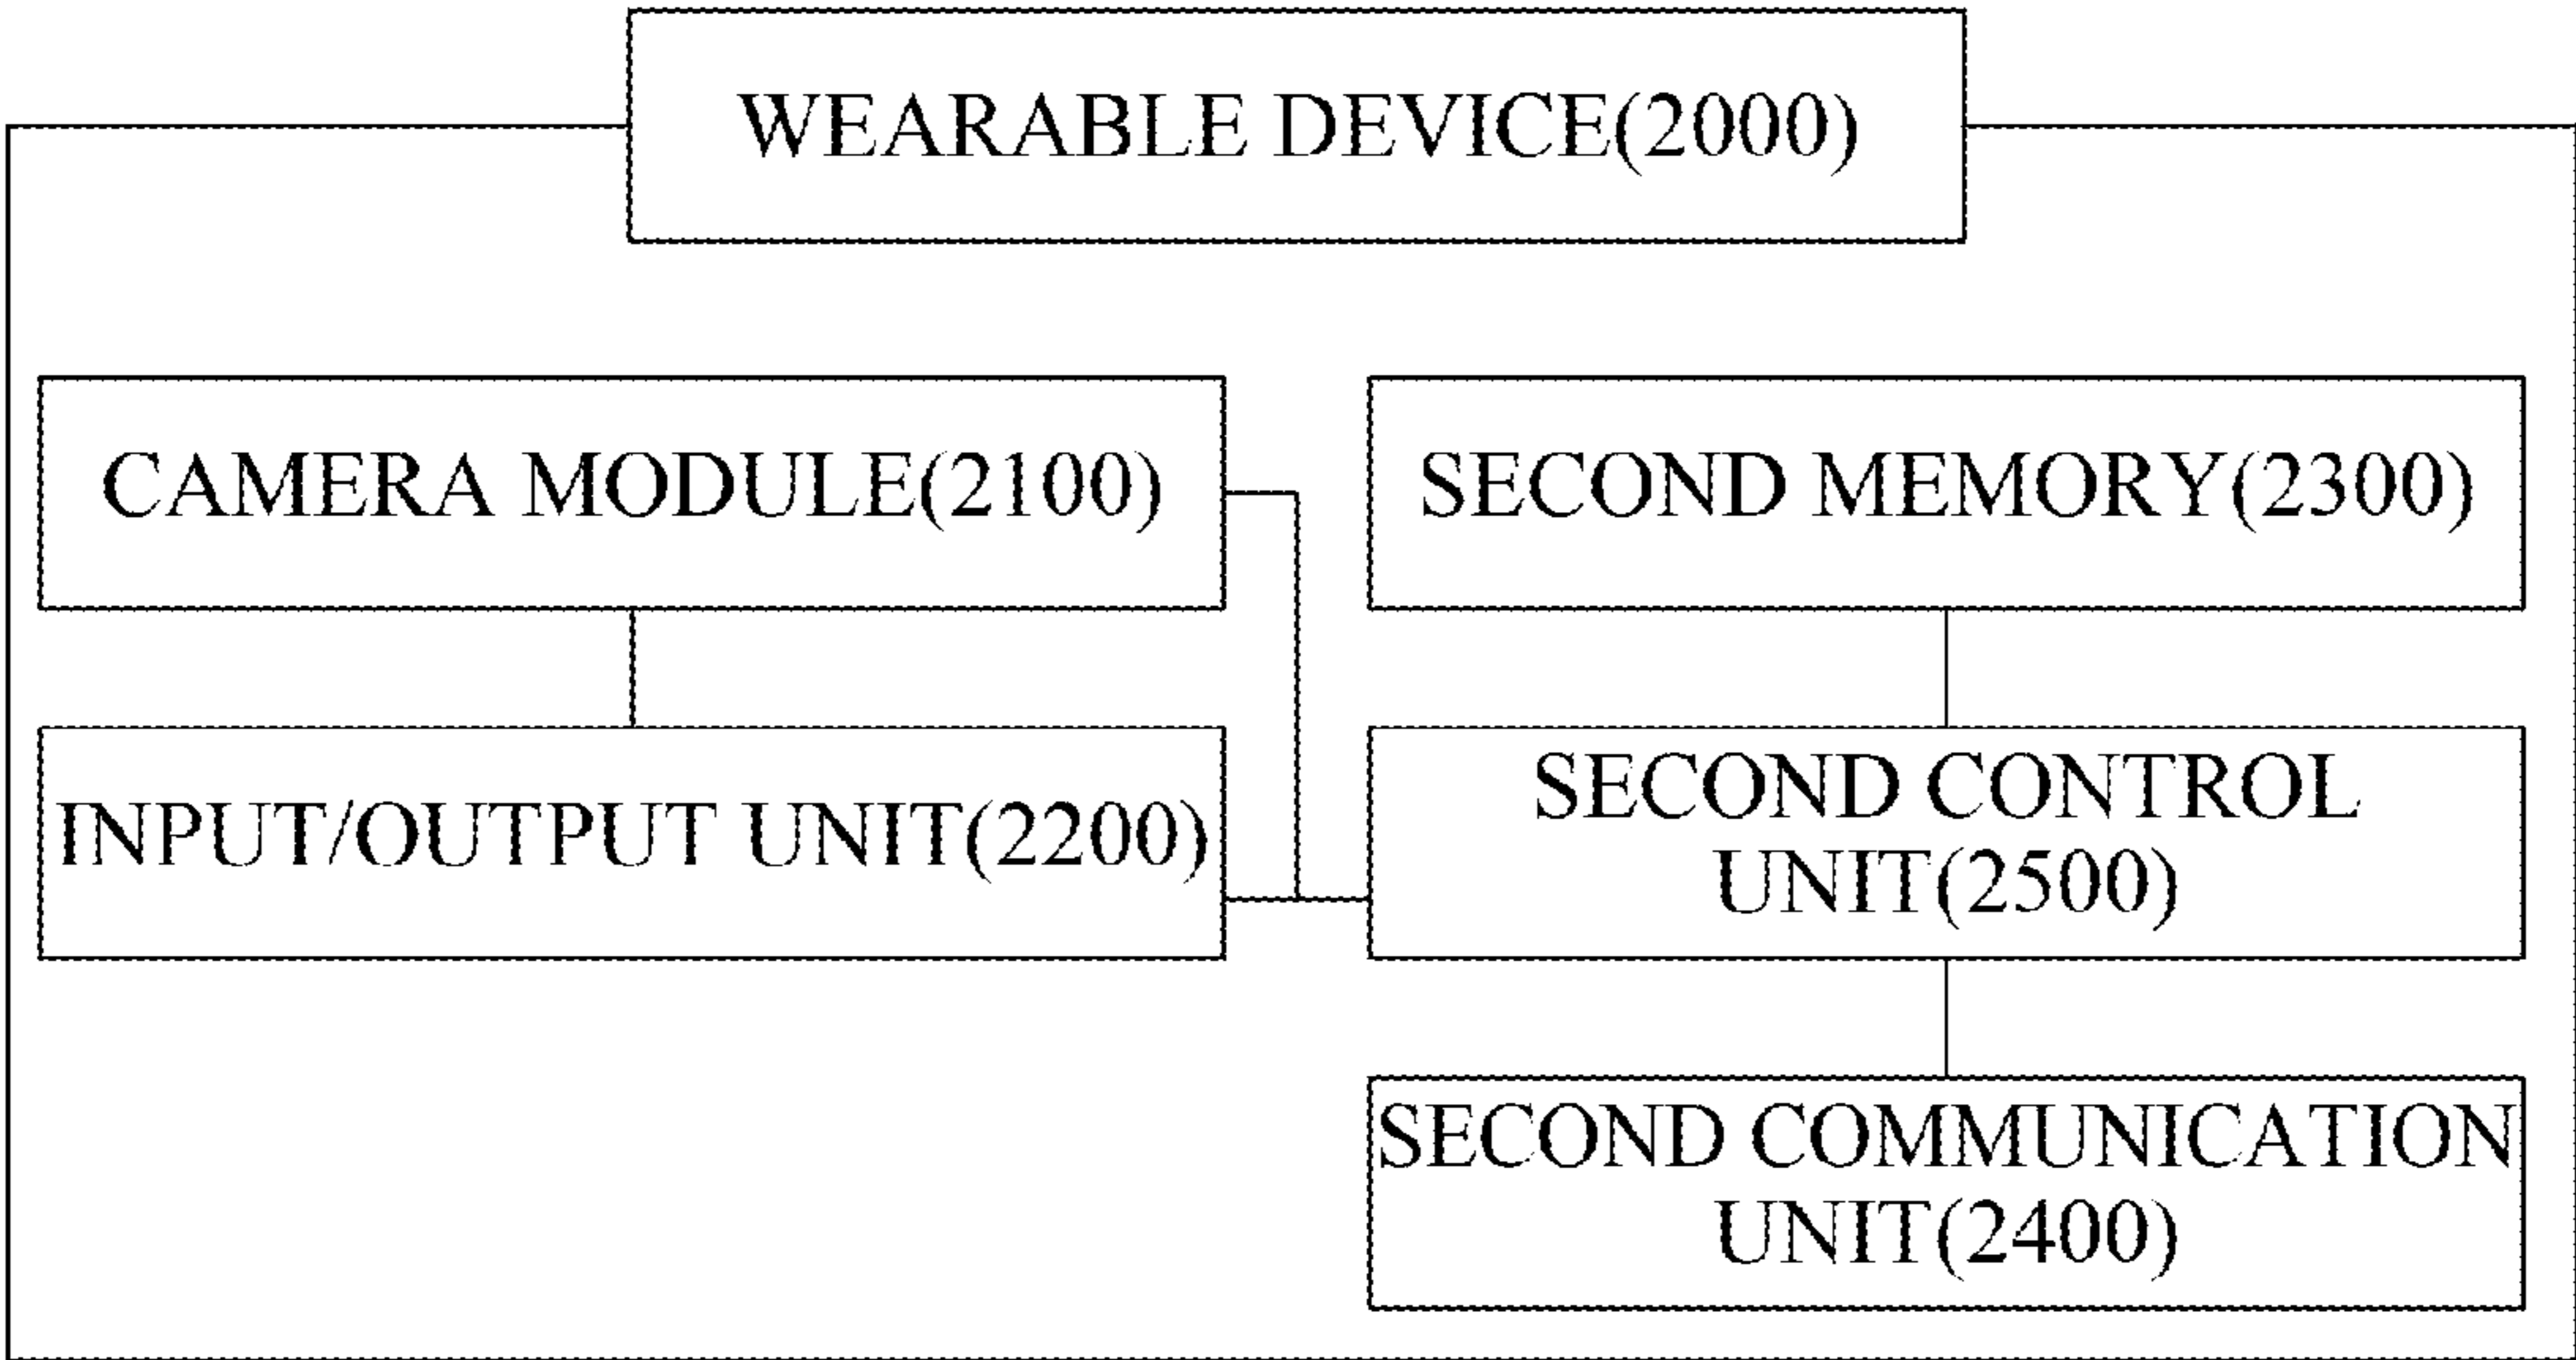 WEARABLE DEVICE(2000)
CAMERA MODULE(2100)
SECOND MEMORY(2300)
INPUT/OUTPUT UNIT(2200)
SECOND CONTROL
UNIT(2500)
SECOND COMMUNICATION
UNIT(2400)